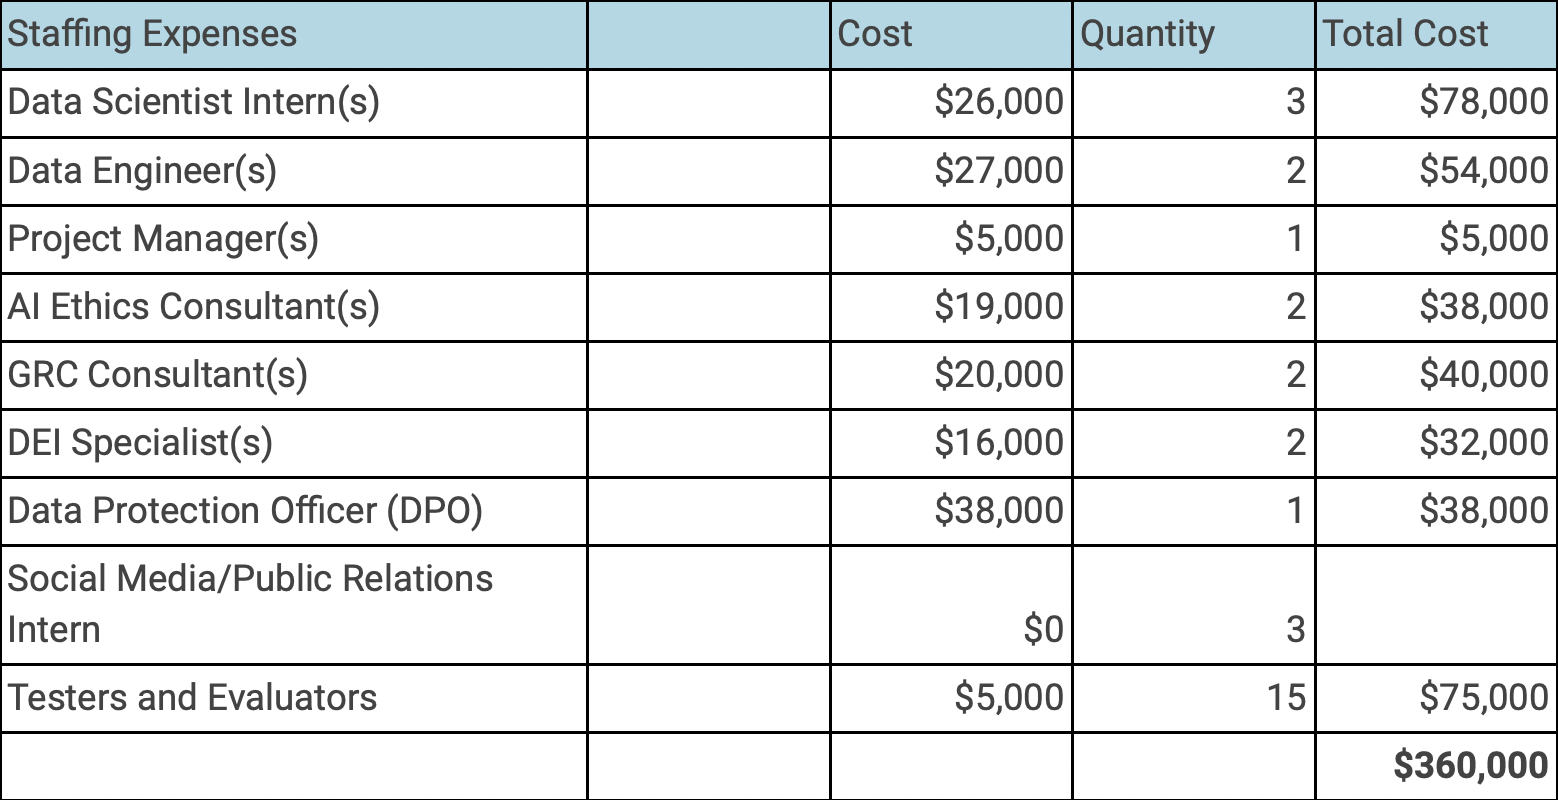 Staffing Expenses Cost Quantity Total Cost
Data Scientist Intern(s) $26,000 3 $78,000
Data Engineer(s) $27,000 2 $54,000
Project Manager(s) $5,000 1 $5,000
AI Ethics Consultant(s) $19,000 2 $38,000
GRC Consultant(s) $20,000 2 $40,000
DEI Specialist(s) $16,000 2 $32,000
Data Protection Officer (DPO) $38,000 1 $38,000
Social Media/Public Relations
Intern $0 3
Testers and Evaluators $5,000 15 $75,000
$360,000